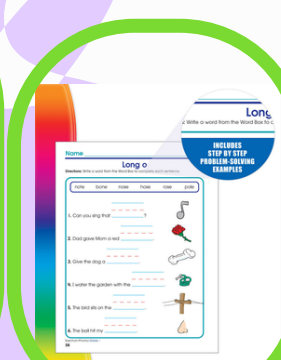 Long
Write a word from the Word Box to c
INCLUDES
STEP BY STEP
PROBLEM-SOLVING
EXAMPLES
Name
Long o
Directions: Write a word from the Word Box to complete each sentence.
note bone nose hose rose pole
1. Can you sing that ?
2. Dad gave Mom a red
3. Give the dog a
4. I water the garden with the
5. The bird sits on the
6. The ball hit my